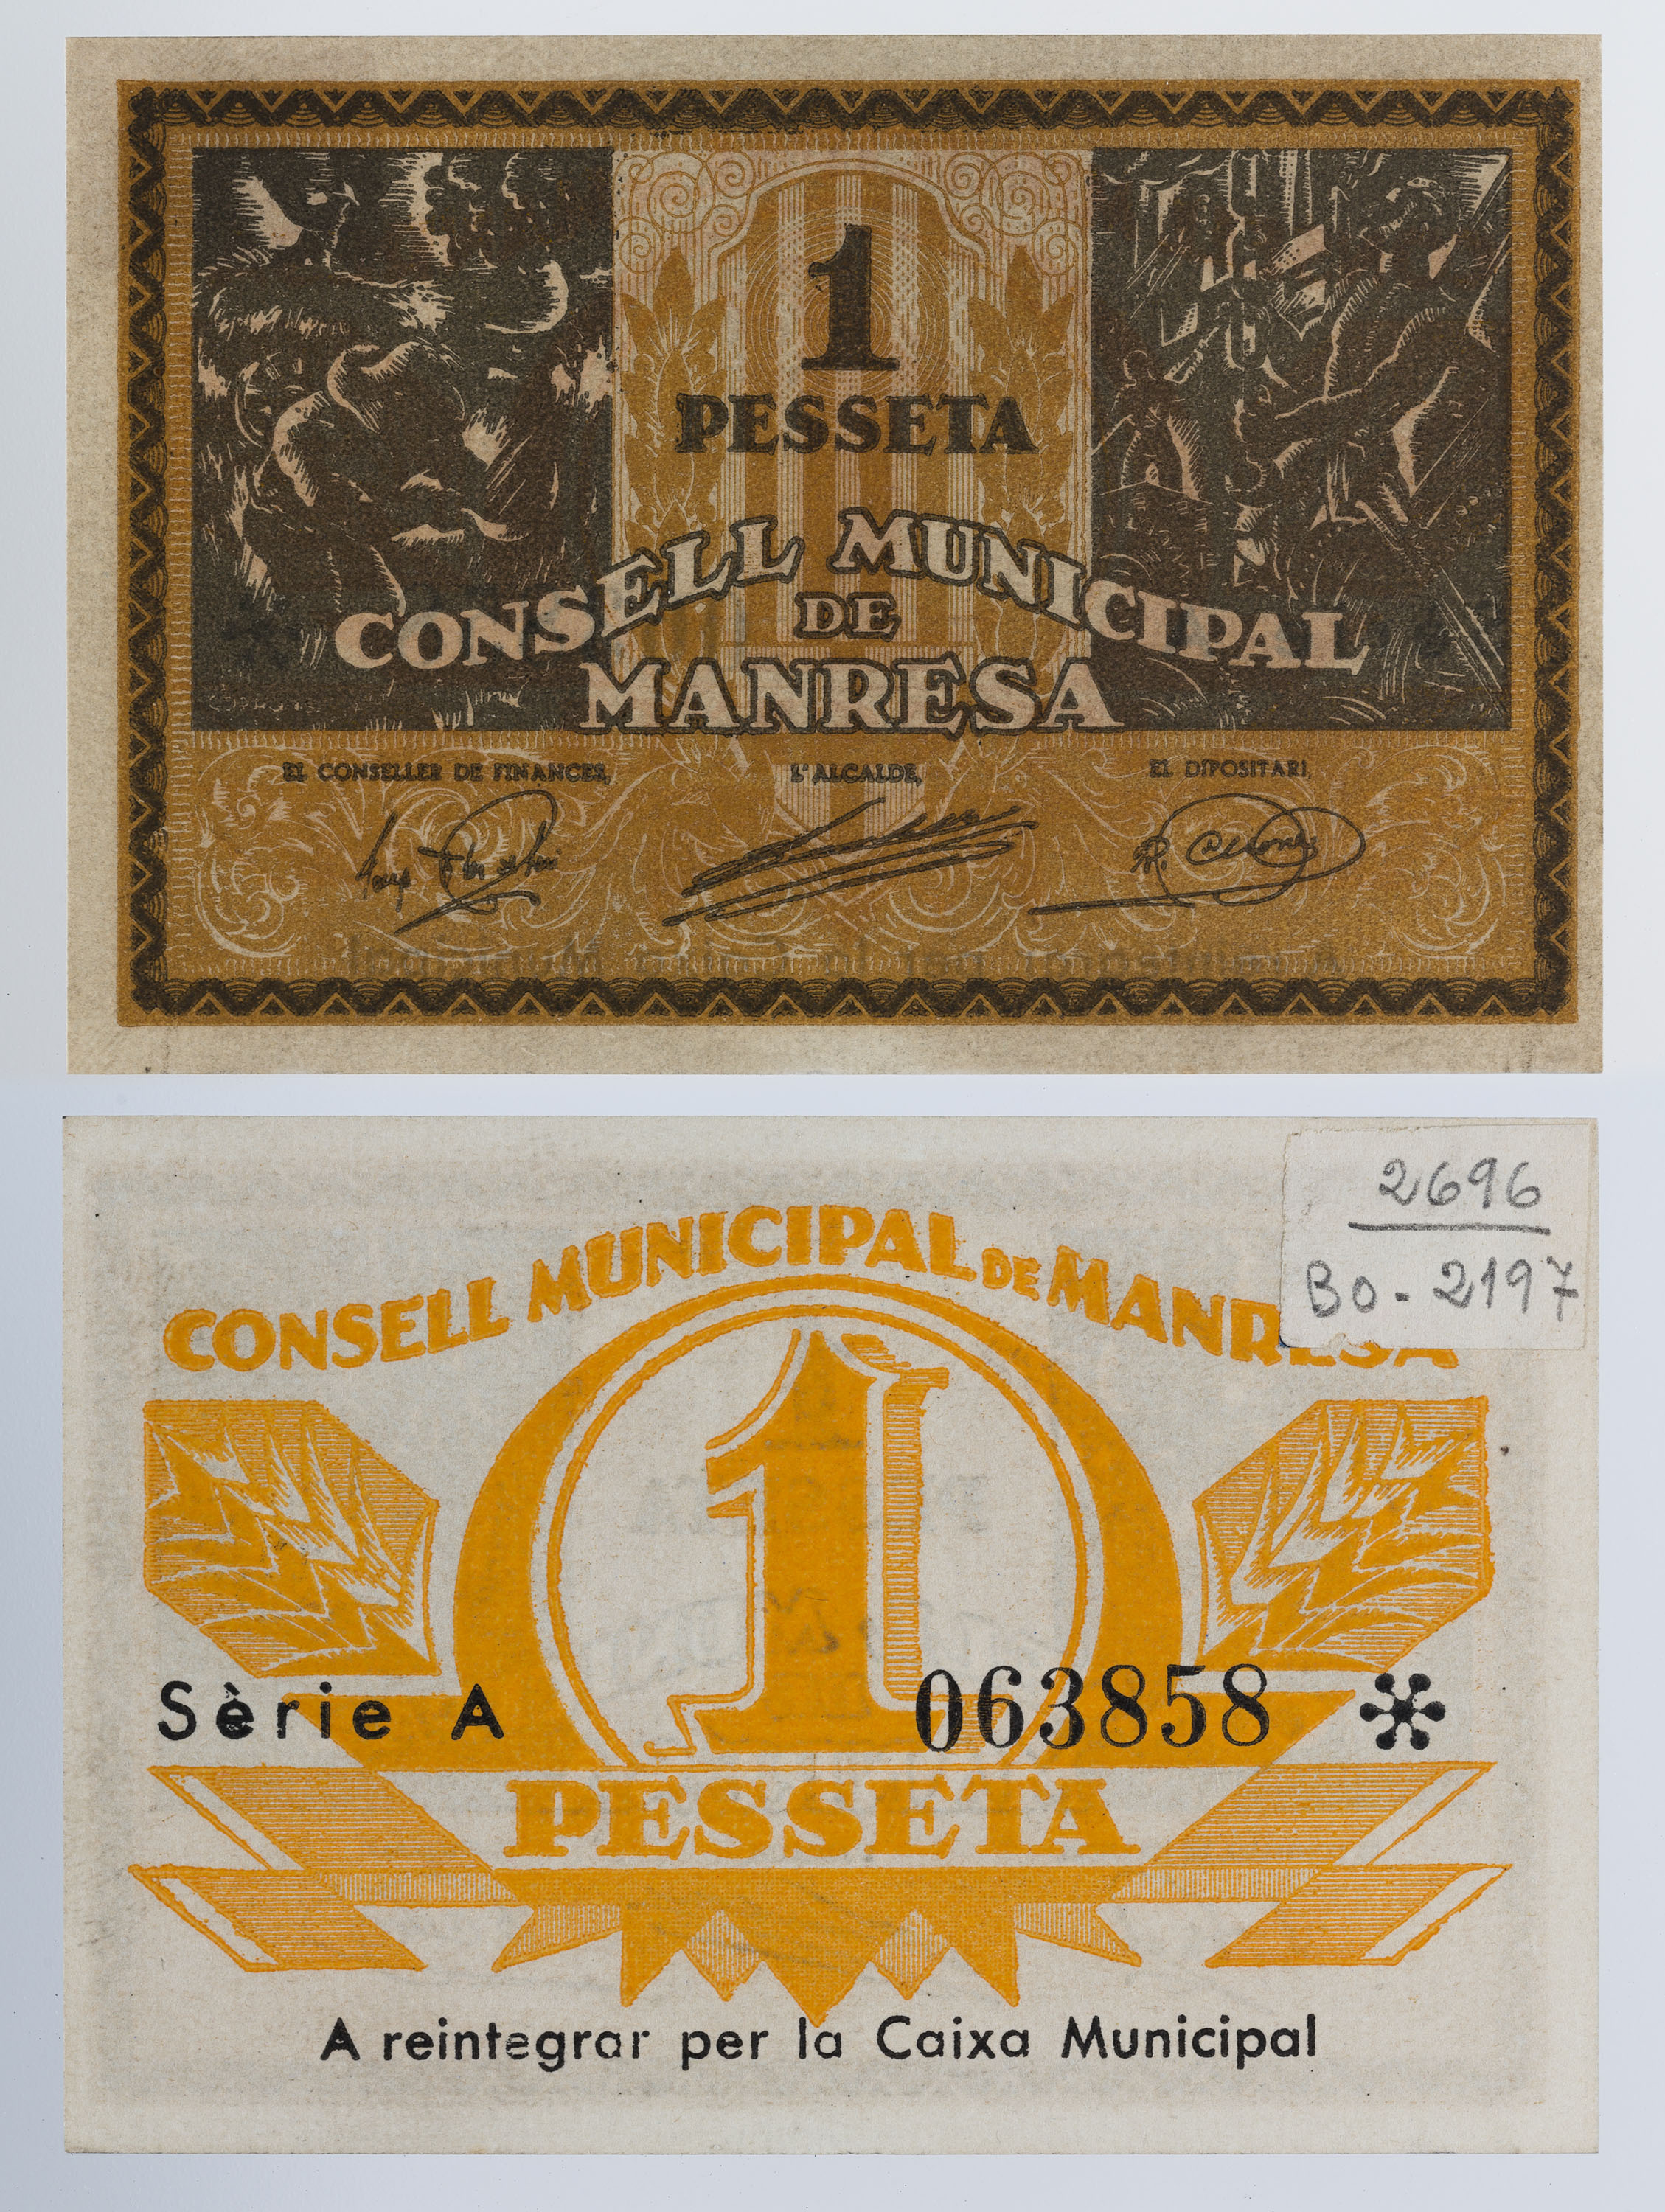 1
PESSETA
CONSELL MUNICIPAL
DE
MANRESA
EL CONSELLER DE FINANCES, L'ALCALDE, EL DIPOSITARI,
2696
Bo - 2197
CONSELL MUNICIPAL DE MANRESA
1
Sèrie A 063858
PESSETA
A reintegrar per la Caixa Municipal